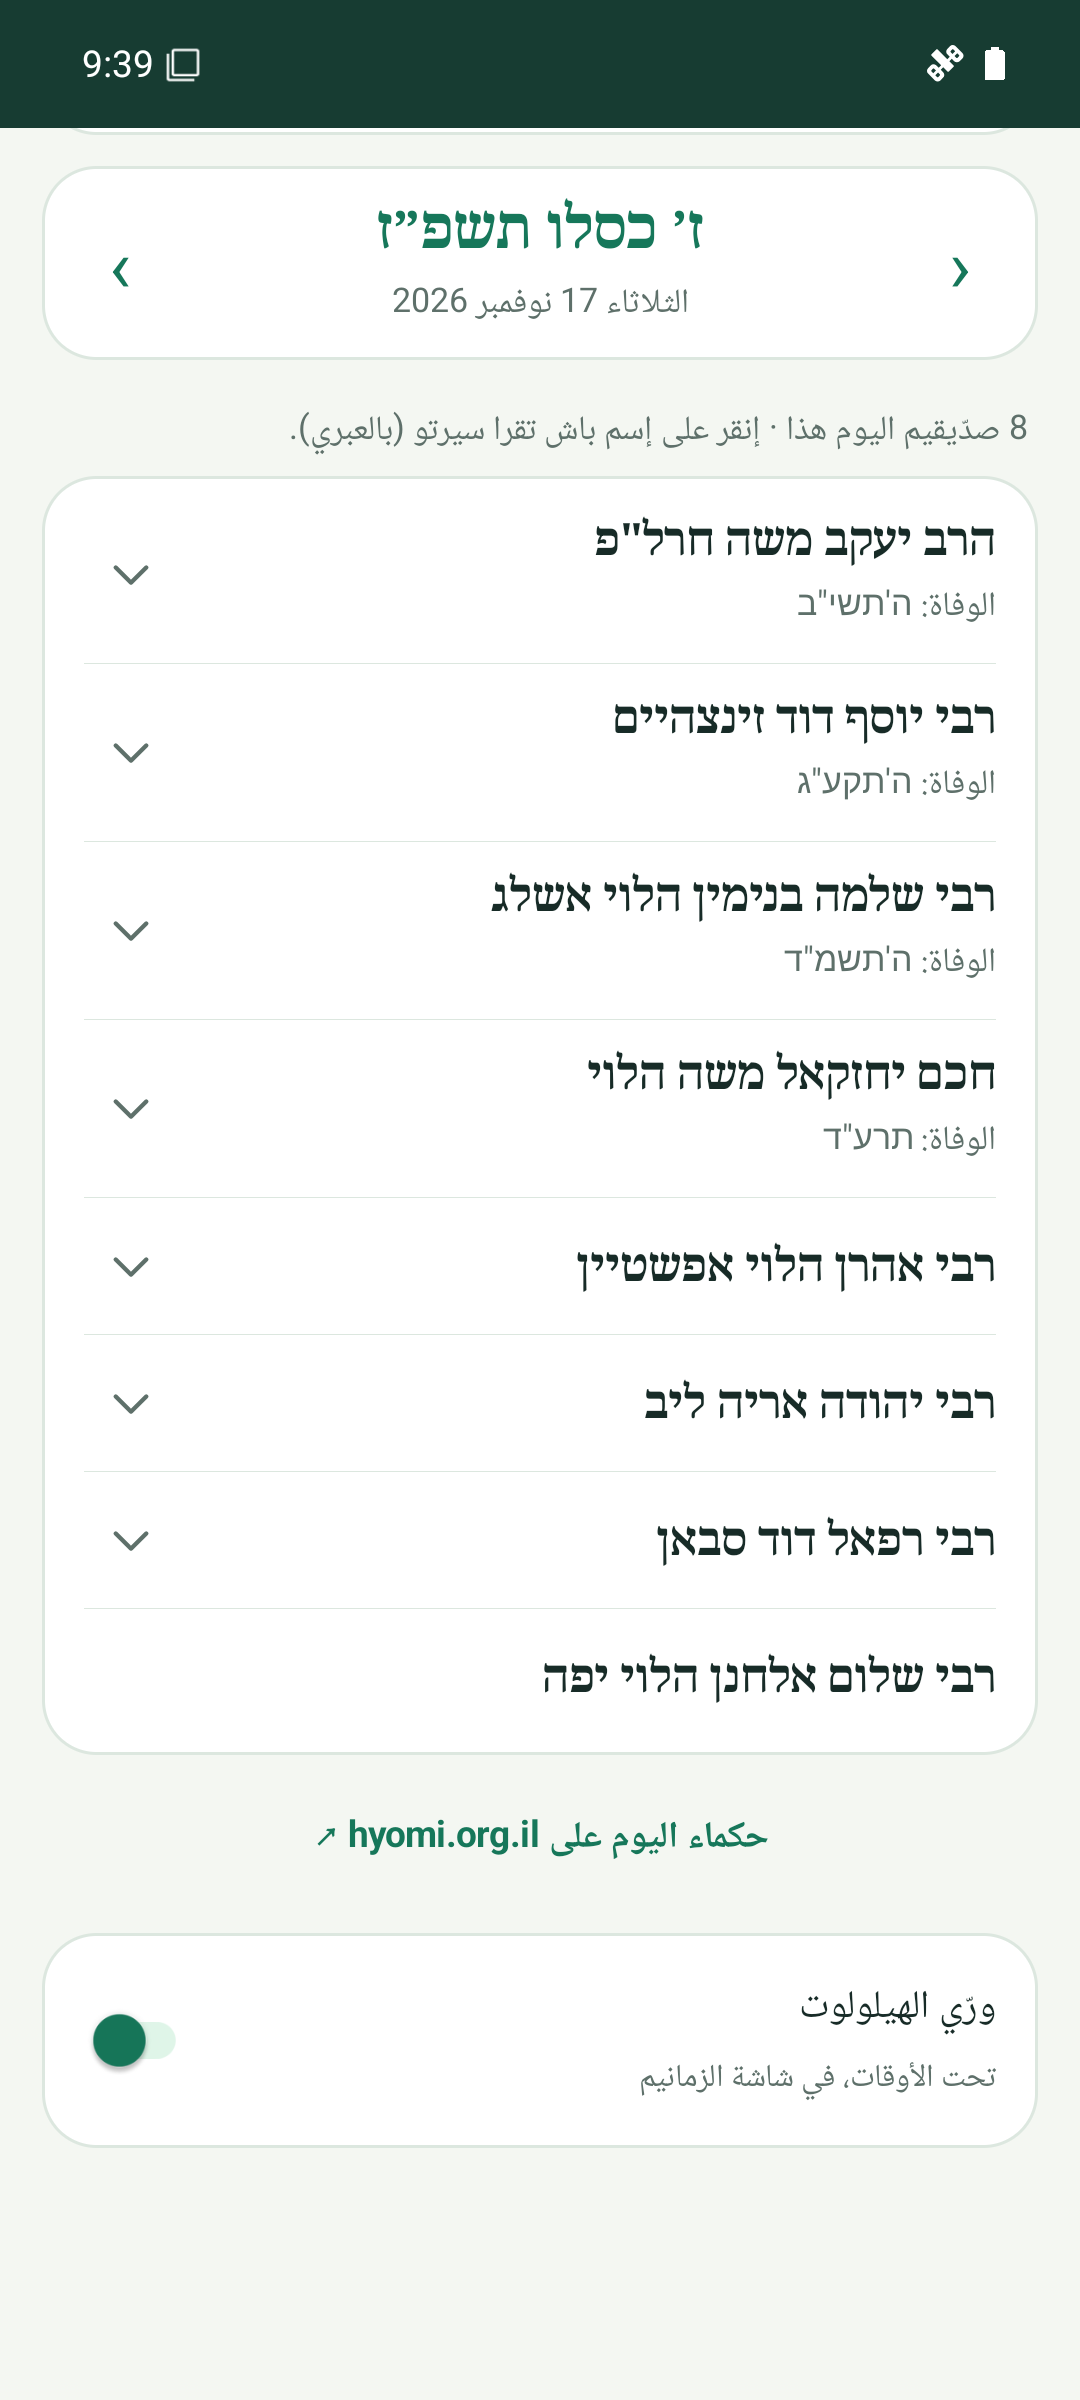 9:39
ז׳ כסלו תשפ״ז
الثلاثاء 17 نوفمبر 2026
8 صدّيقيم اليوم هذا · إنقر على إسم باش تقرا سيرتو (بالعبري).
הרב יעקב משה חרל"פ
الوفاة: ה'תשי"ב
רבי יוסף דוד זינצהיים
الوفاة: ה'תקע"ג
רבי שלמה בנימין הלוי אשלג
الوفاة: ה'תשמ"ד
חכם יחזקאל משה הלוי
الوفاة: תרע"ד
רבי אהרן הלוי אפשטיין
רבי יהודה אריה ליב
רבי רפאל דוד סבאן
רבי שלום אלחנן הלוי יפה
حكماء اليوم على hyomi.org.il ↗
ورّي الهيلولوت
تحت الأوقات، في شاشة الزمانيم